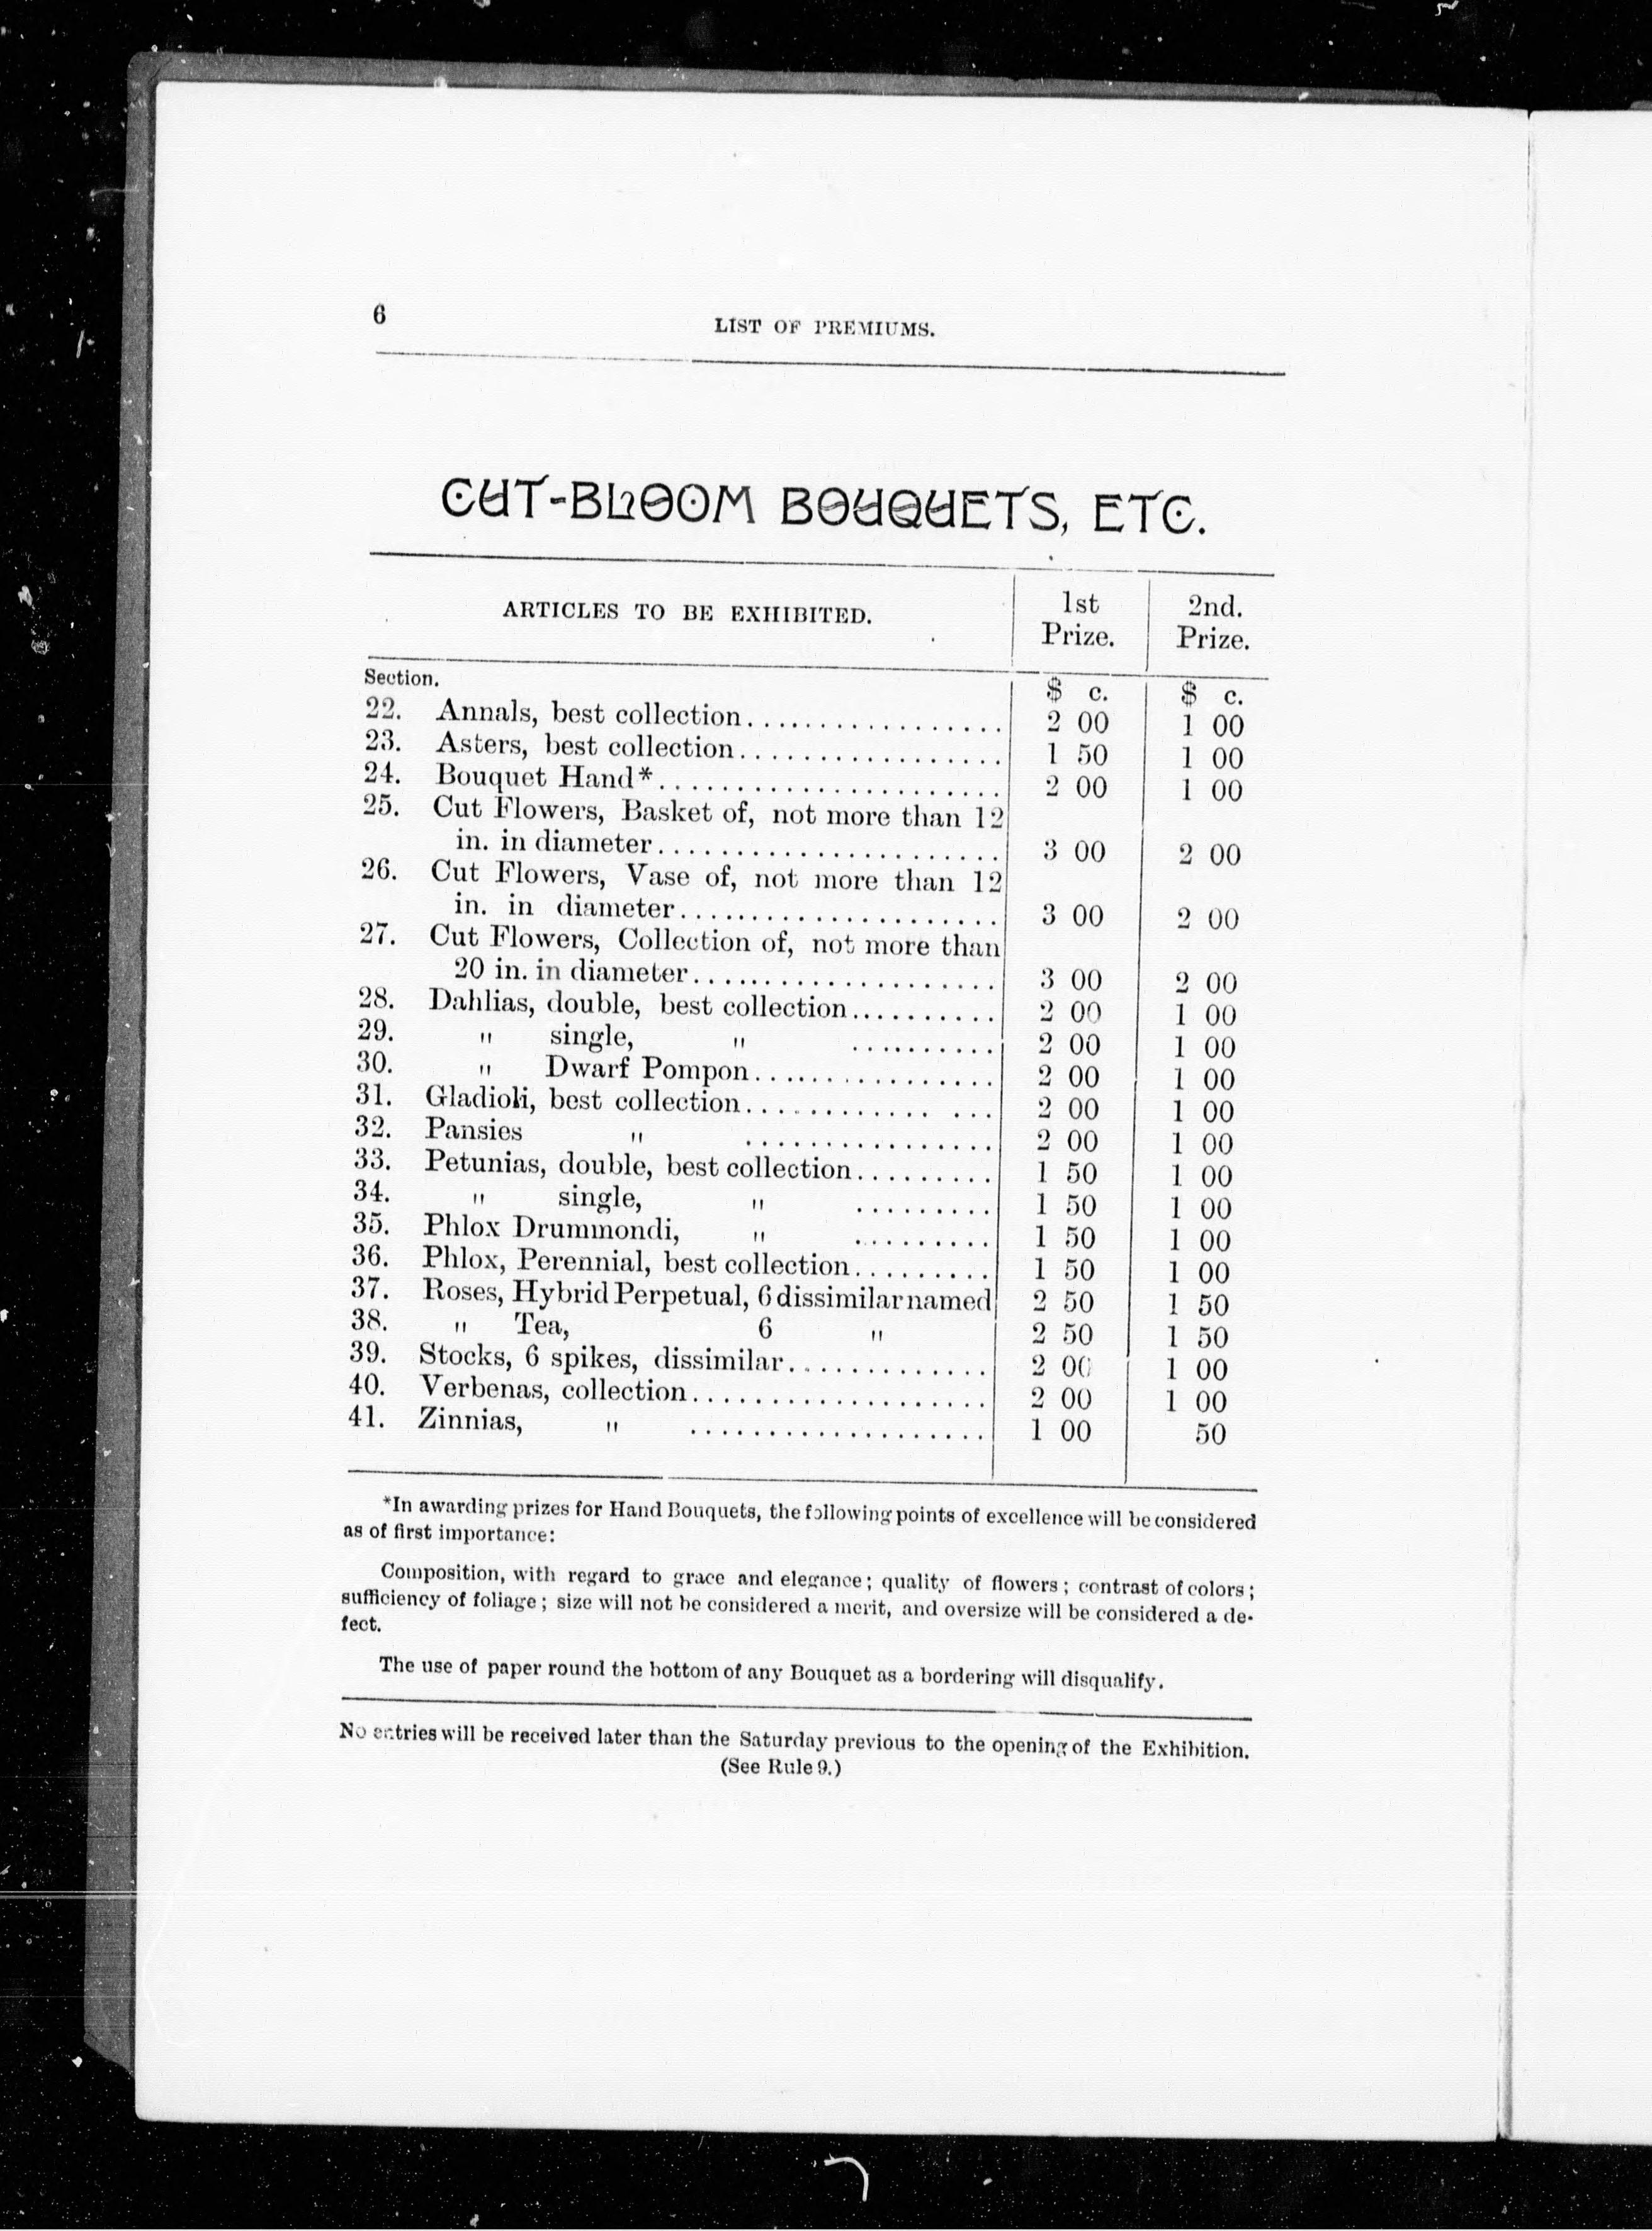 6 LIST OF PREMIUMS.
CUT-BLOOM BOUQUETS, ETC.
ARTICLES TO BE EXHIBITED. 1st Prize. 2nd. Prize.
Section. $ c. $ c.
22. Annals, best collection.................. 2 00 1 00
23. Asters, best collection.................. 1 50 1 00
24. Bouquet Hand*...................... 2 00 1 00
25. Cut Flowers, Basket of, not more than 12
in. in diameter...................... 3 00 2 00
26. Cut Flowers, Vase of, not more than 12
in. in diameter...................... 3 00 2 00
27. Cut Flowers, Collection of, not more than
20 in. in diameter.................... 3 00 2 00
28. Dahlias, double, best collection.......... 2 00 1 00
29. " single, " .......... 2 00 1 00
30. " Dwarf Pompon................ 2 00 1 00
31. Gladioli, best collection............ ... 2 00 1 00
32. Pansies " ................ 2 00 1 00
33. Petunias, double, best collection......... 1 50 1 00
34. " single, " ......... 1 50 1 00
35. Phlox Drummondi, " ......... 1 50 1 00
36. Phlox, Perennial, best collection......... 1 50 1 00
37. Roses, Hybrid Perpetual, 6 dissimilar named 2 50 1 50
38. " Tea, 6 " 2 50 1 50
39. Stocks, 6 spikes, dissimilar............. 2 00 1 00
40. Verbenas, collection................... 2 00 1 00
41. Zinnias, " ................... 1 00 50
*In awarding prizes for Hand Bouquets, the following points of excellence will be considered
as of first importance:
Composition, with regard to grace and elegance; quality of flowers; contrast of colors;
sufficiency of foliage; size will not be considered a merit, and oversize will be considered a de-
fect.
The use of paper round the bottom of any Bouquet as a bordering will disqualify.
No entries will be received later than the Saturday previous to the opening of the Exhibition.
(See Rule 9.)